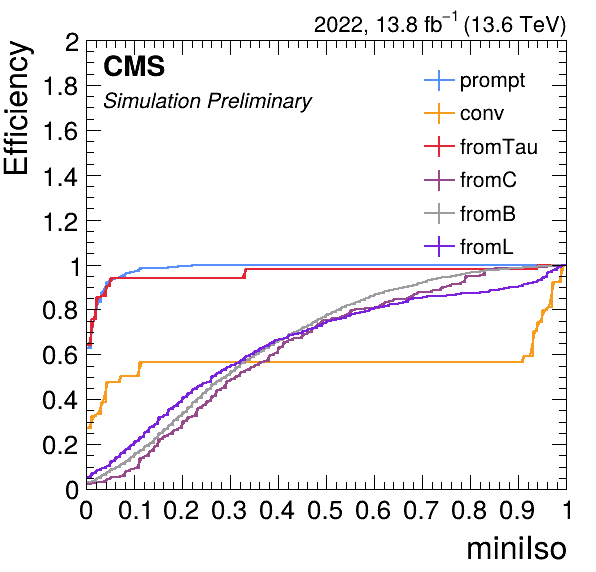 2022, 13.8 fb⁻¹ (13.6 TeV)
CMS
Simulation Preliminary
prompt
conv
fromTau
fromC
fromB
fromL
Efficiency
2
1.8
1.6
1.4
1.2
1
0.8
0.6
0.4
0.2
0
0 0.1 0.2 0.3 0.4 0.5 0.6 0.7 0.8 0.9 1
miniIso